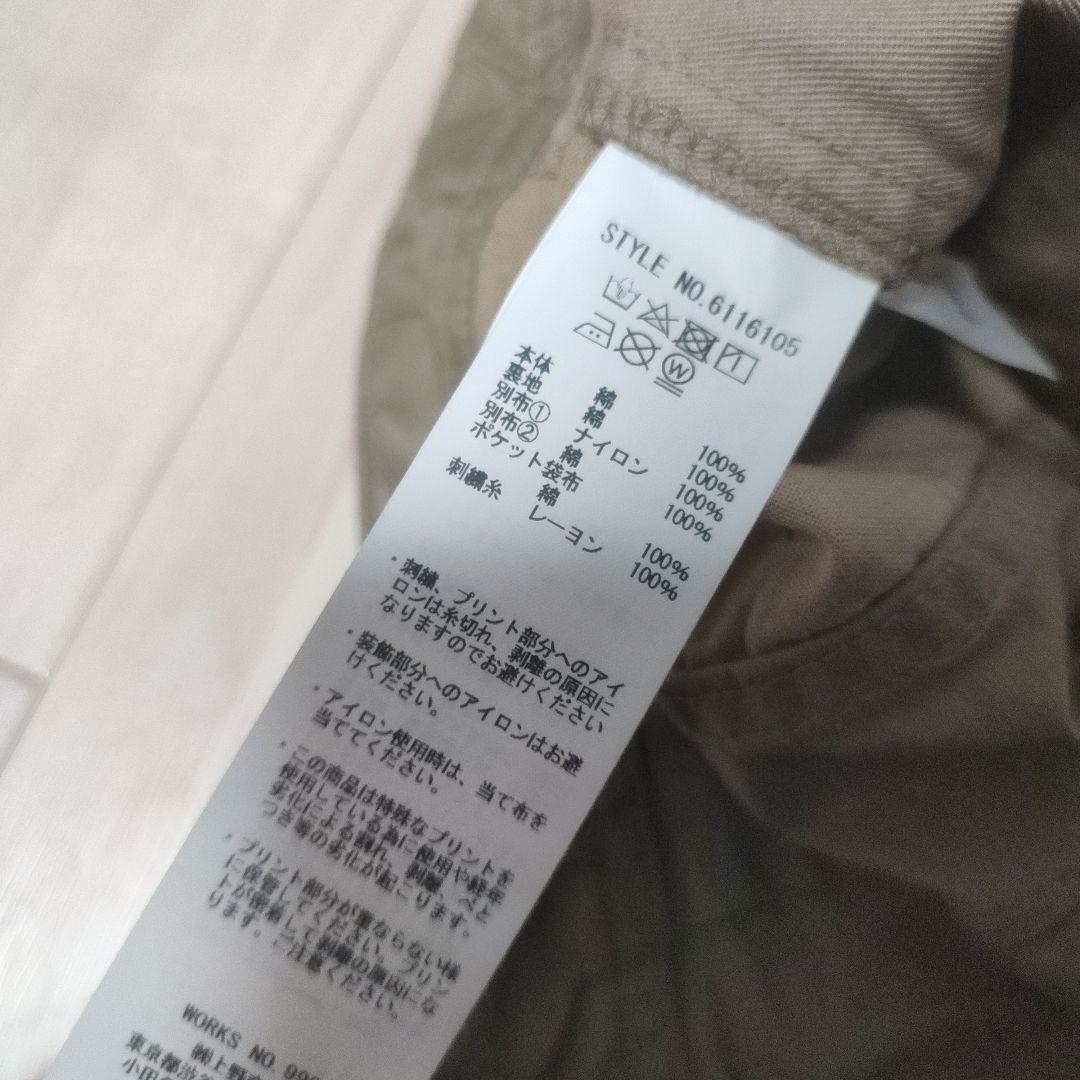 STYLE NO.6116105
W
本体 綿 100%
裏地 綿 100%
別布① ナイロン 100%
別布② 綿 100%
ポケット袋布
綿 100%
刺繍糸 レーヨン 100%
・刺繍、プリント部分へのアイ
ロンは糸切れ、剥離の原因に
なりますのでお避けください
・装飾部分へのアイロンはお避
けください。
・アイロン使用時は、当て布を
当ててください。
・この商品は特殊なプリントを
使用している為に使用や経年
劣化による割れ、剥離、べと
つき等の劣化が起こります。
・プリント部分が重ならない様
に保管してください。プリン
トが密着して剥離の原因にな
ります。ご注意ください。
WORKS NO 99
㈱上野
東京都渋
小田